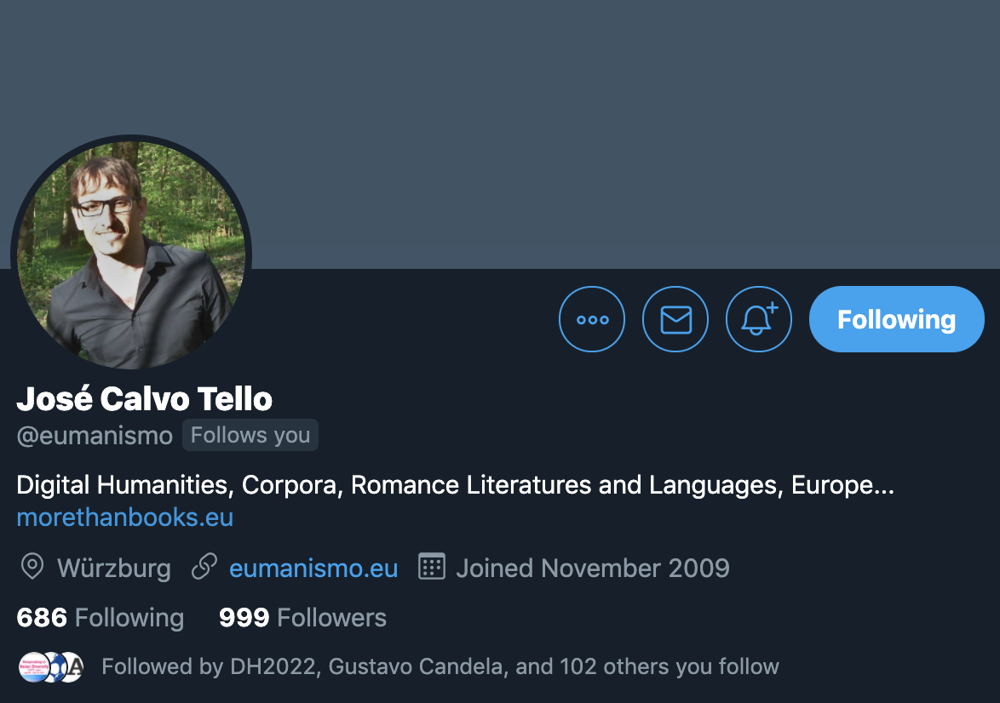 Following
José Calvo Tello
@eumanismo Follows you
Digital Humanities, Corpora, Romance Literatures and Languages, Europe...
morethanbooks.eu
Würzburg eumanismo.eu Joined November 2009
686 Following 999 Followers
A Followed by DH2022, Gustavo Candela, and 102 others you follow